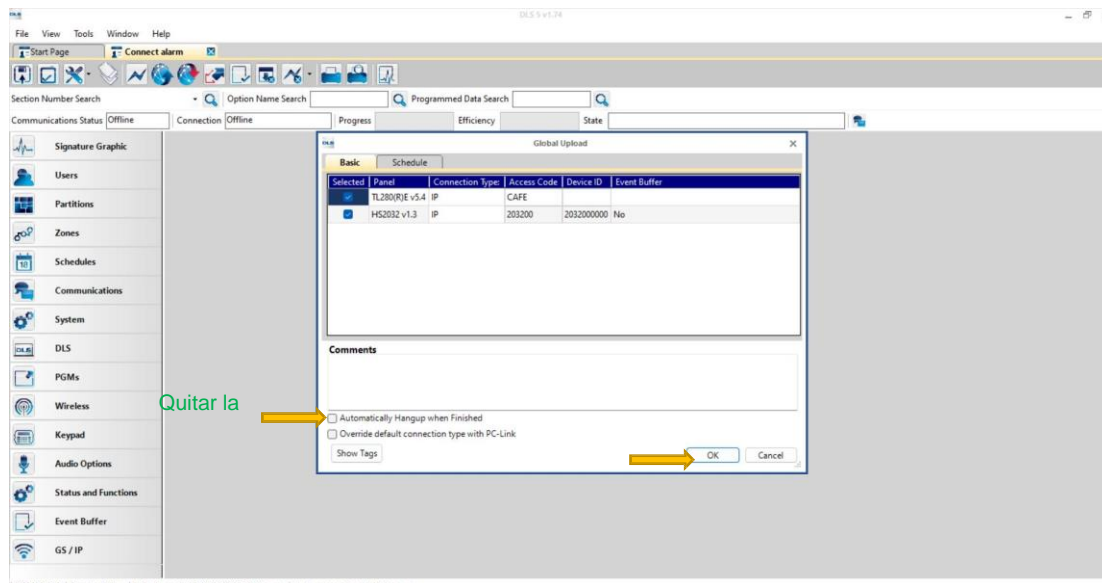 DLS 5 v1.74
File View Tools Window Help
Start Page Connect alarm
Section Number Search Option Name Search Programmed Data Search
Communications Status Offline Connection Offline Progress Efficiency State
Signature Graphic
Users
Partitions
Zones
Schedules
Communications
System
DLS
PGMs
Wireless
Keypad
Audio Options
Status and Functions
Event Buffer
GS / IP
Global Upload
Basic Schedule
Selected Panel Connection Type: Access Code Device ID Event Buffer
TL280(R)E v5.4 IP CAFE
HS2032 v1.3 IP 203200 2032000000 No
Comments
Quitar la
Automatically Hangup when Finished
Override default connection type with PC-Link
Show Tags OK Cancel